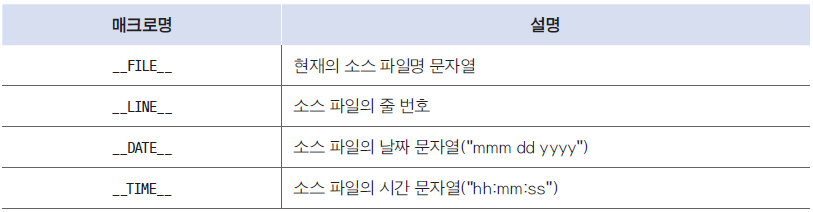 매크로명 설명
__FILE__ 현재의 소스 파일명 문자열
__LINE__ 소스 파일의 줄 번호
__DATE__ 소스 파일의 날짜 문자열("mmm dd yyyy")
__TIME__ 소스 파일의 시간 문자열("hh:mm:ss")